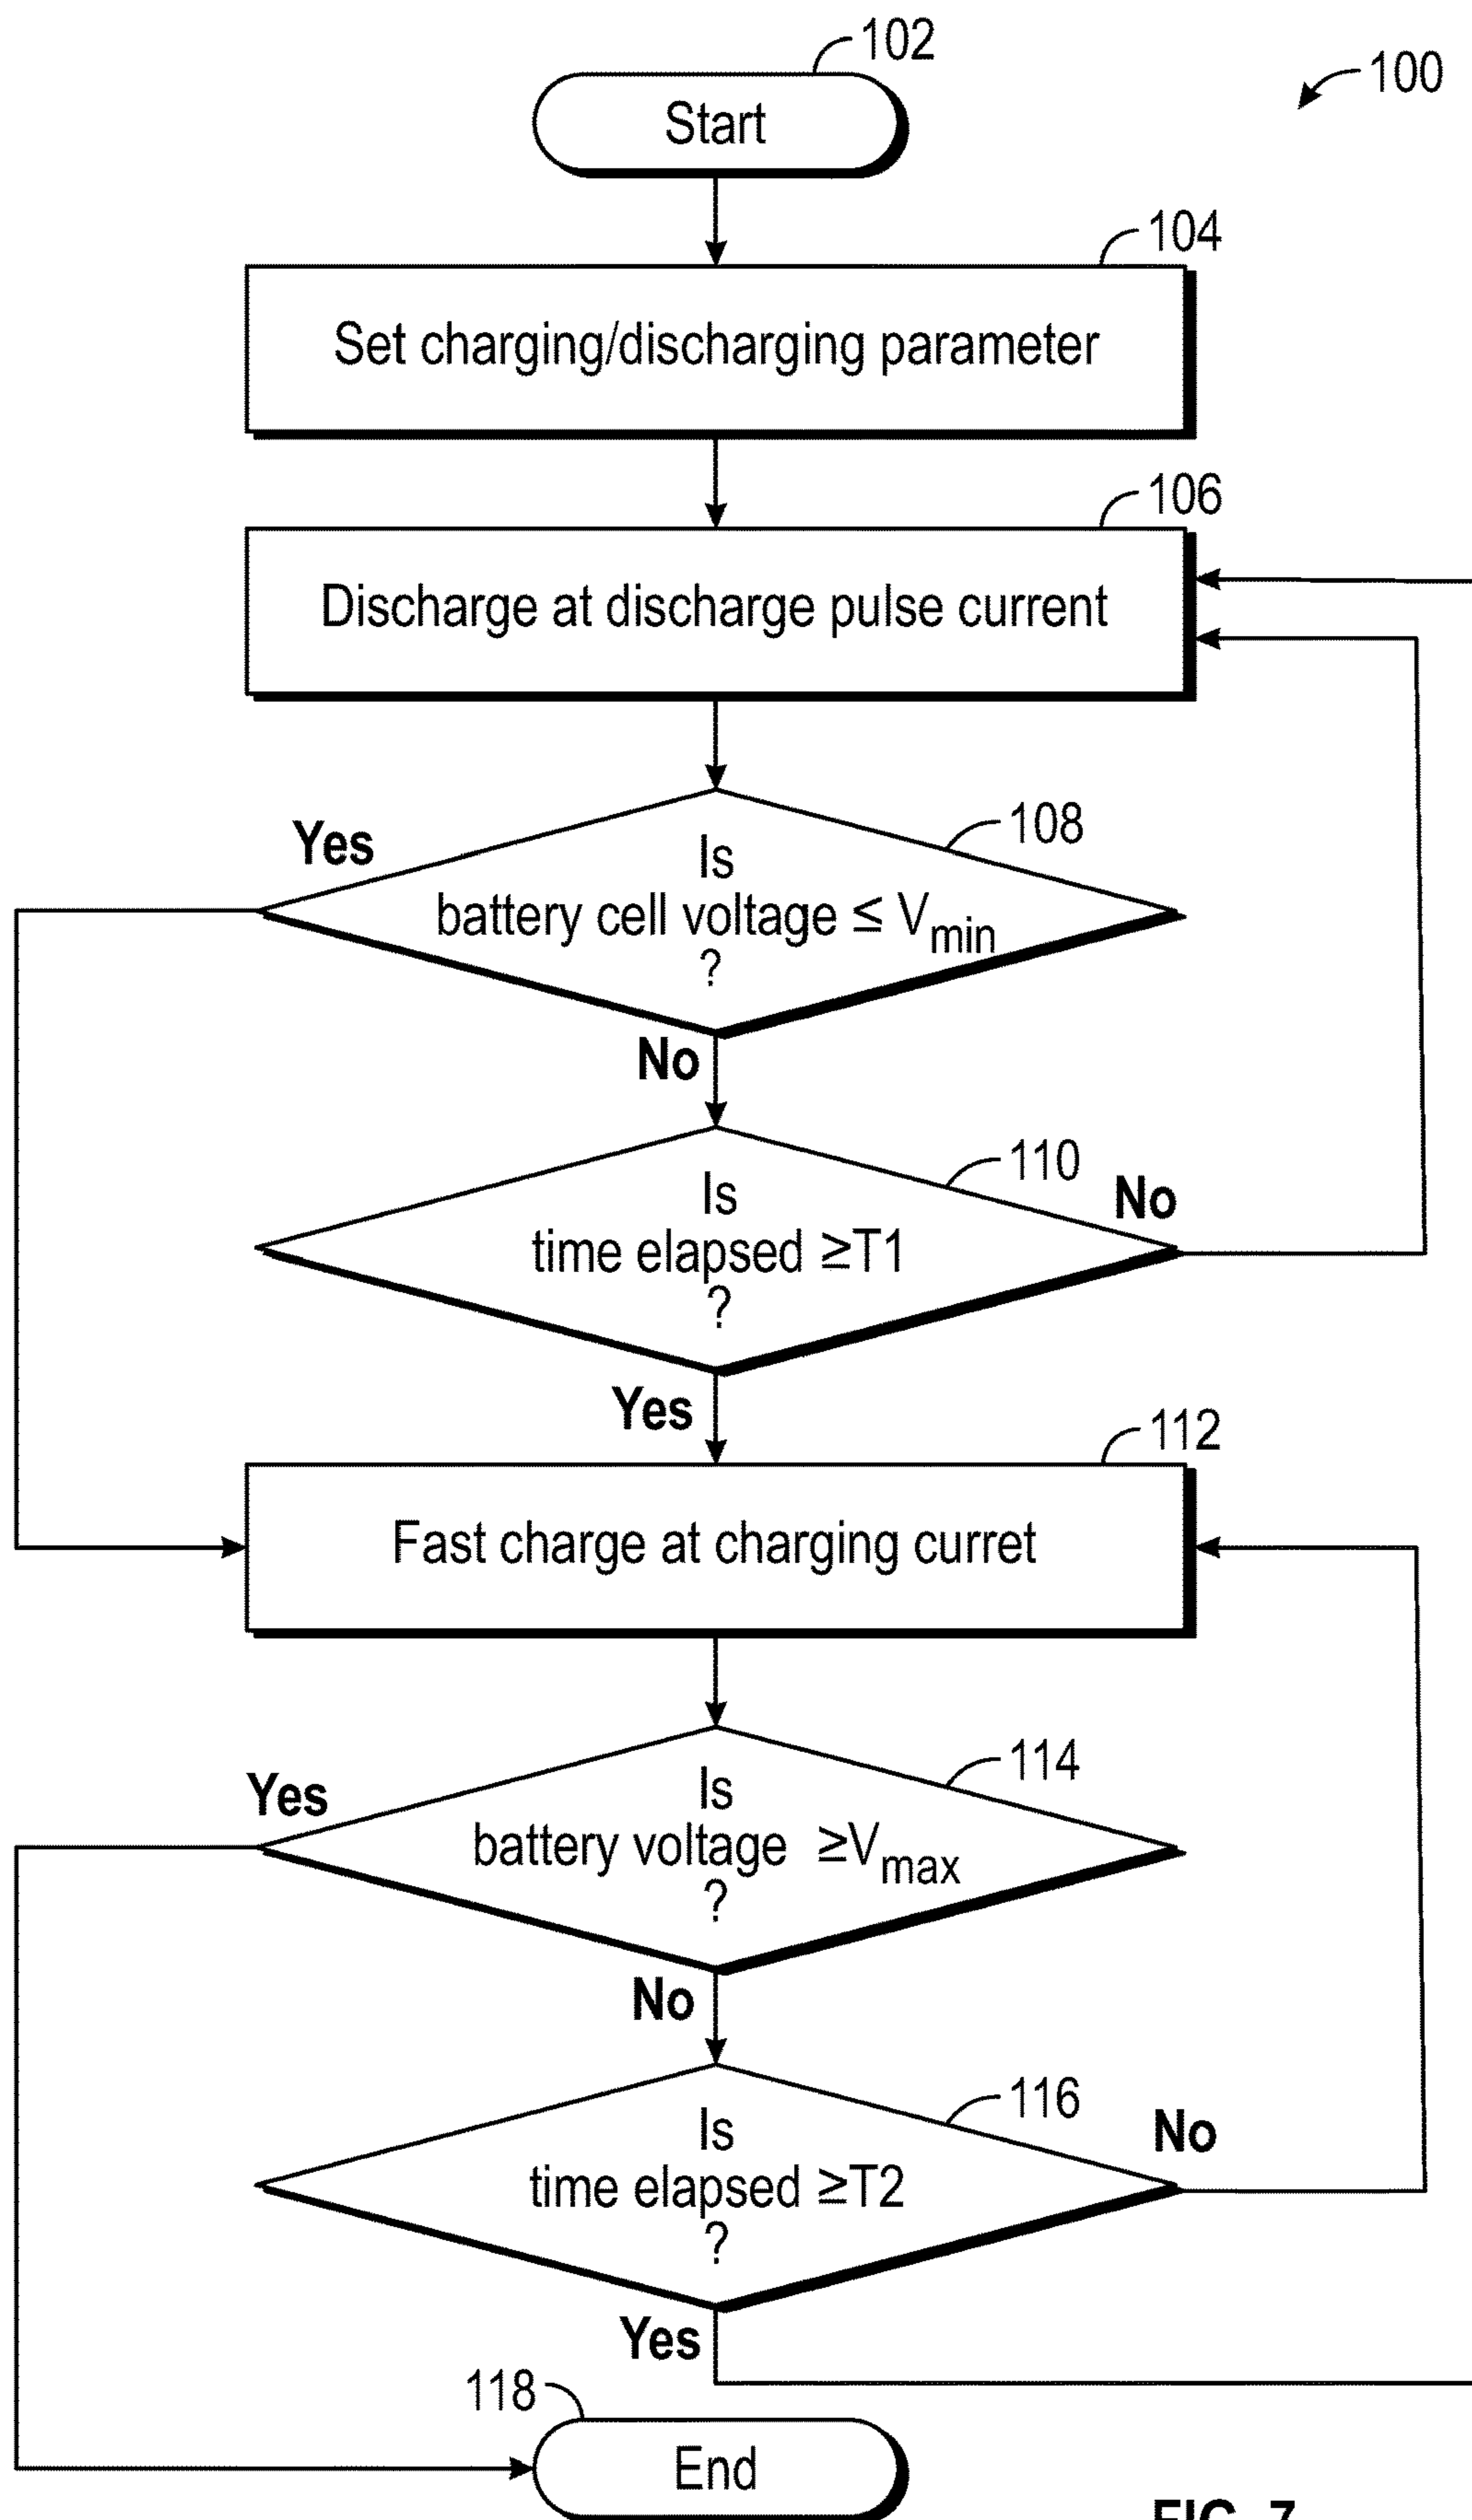 102
100
Start
104
Set charging/discharging parameter
106
Discharge at discharge pulse current
108
Yes
Is
battery cell voltage ≤ Vmin
?
No
110
Is
time elapsed ≥T1
?
No
Yes
112
Fast charge at charging curret
114
Yes
Is
battery voltage ≥Vmax
?
No
116
Is
time elapsed ≥T2
?
No
Yes
118
End
FIG. 7